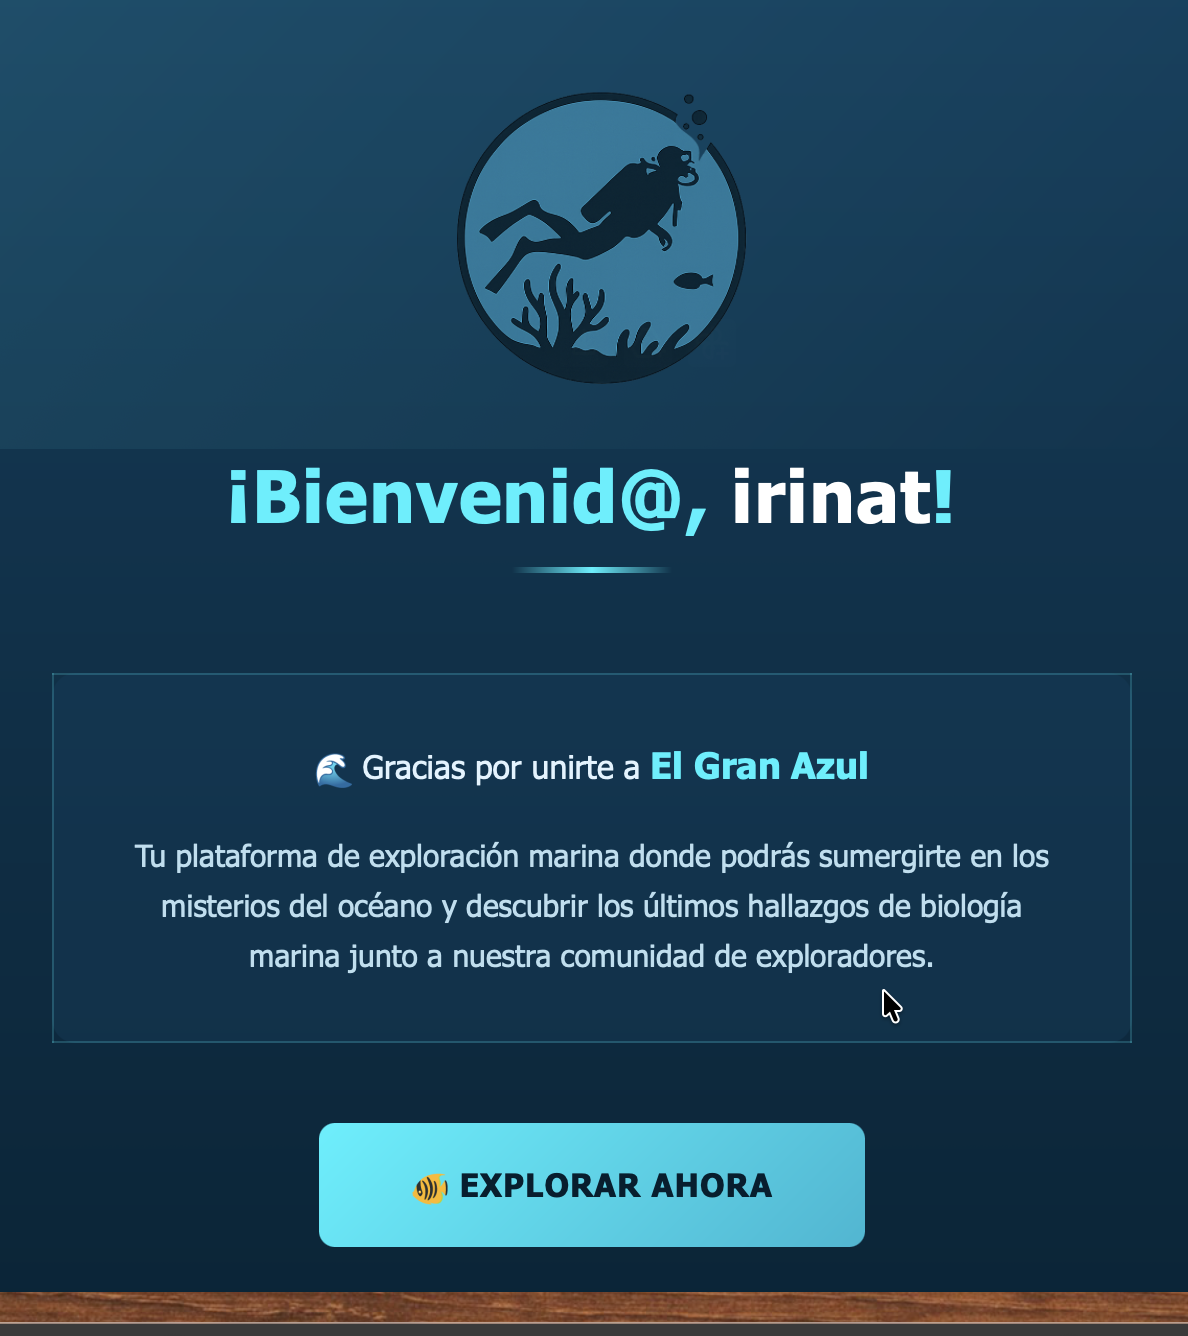 ¡Bienvenid@, irinat!
🌊 Gracias por unirte a El Gran Azul
Tu plataforma de exploración marina donde podrás sumergirte en los
misterios del océano y descubrir los últimos hallazgos de biología
marina junto a nuestra comunidad de exploradores.
🐠 EXPLORAR AHORA